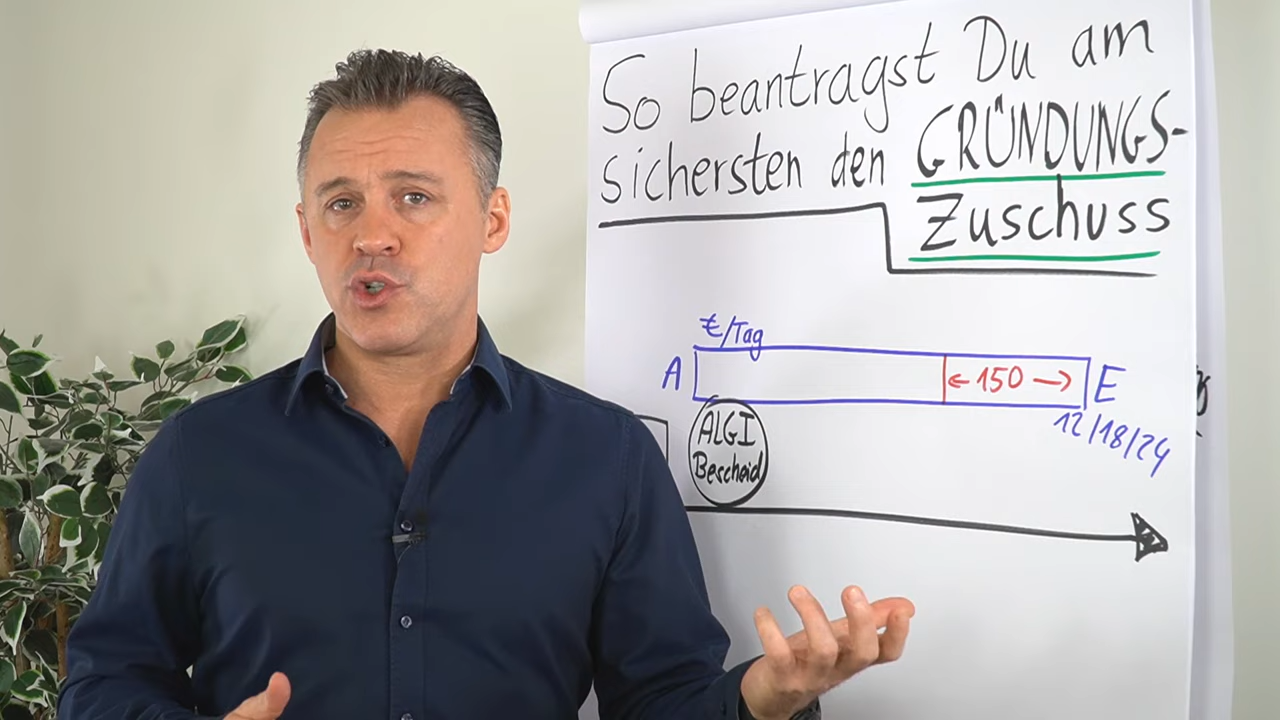 So beantragst Du am
sichersten den GRÜNDUNGS-
Zuschuss
€/Tag
A ← 150 → E
12/18/24
ALGI
Bescheid